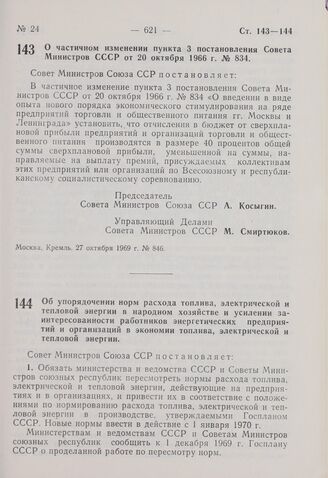 № 24 — 621 — Ст. 143—144
143 О частичном изменении пункта 3 постановления Совета
Министров СССР от 20 октября 1966 г. № 834.
Совет Министров Союза ССР постановляет:
В частичное изменение пункта 3 постановления Совета Ми-
нистров СССР от 20 октября 1966 г. № 834 «О введении в виде
опыта нового порядка экономического стимулирования на ряде
предприятий торговли и общественного питания гг. Москвы и
Ленинграда» установить, что отчисления в бюджет от сверхпла-
новой прибыли предприятий и организаций торговли и общест-
венного питания производятся в размере 40 процентов общей
суммы сверхплановой прибыли, уменьшенной на суммы, на-
правляемые на выплату премий, присуждаемых коллективам
этих предприятий или организаций по Всесоюзному и республи-
канскому социалистическому соревнованию.
Председатель
Совета Министров Союза ССР А. Косыгин.
Управляющий Делами
Совета Министров СССР М. Смиртюков.
Москва, Кремль. 27 октября 1969 г. № 846.
144 Об упорядочении норм расхода топлива, электрической и
тепловой энергии в народном хозяйстве и усилении за-
интересованности работников энергетических предприя-
тий и организаций в экономии топлива, электрической и
тепловой энергии.
Совет Министров Союза ССР постановляет:
1. Обязать министерства и ведомства СССР и Советы Мини-
стров союзных республик пересмотреть нормы расхода топлива,
электрической и тепловой энергии, действующие на предприя-
тиях и в организациях, и привести их в соответствие с положе-
ниями по нормированию расхода топлива, электрической и теп-
ловой энергии в производстве, утверждаемыми Госпланом
СССР. Новые нормы ввести в действие с 1 января 1970 г.
Министерствам и ведомствам СССР и Советам Министров
союзных республик сообщить к 1 декабря 1969 г. Госплану
СССР о проделанной работе по пересмотру норм.